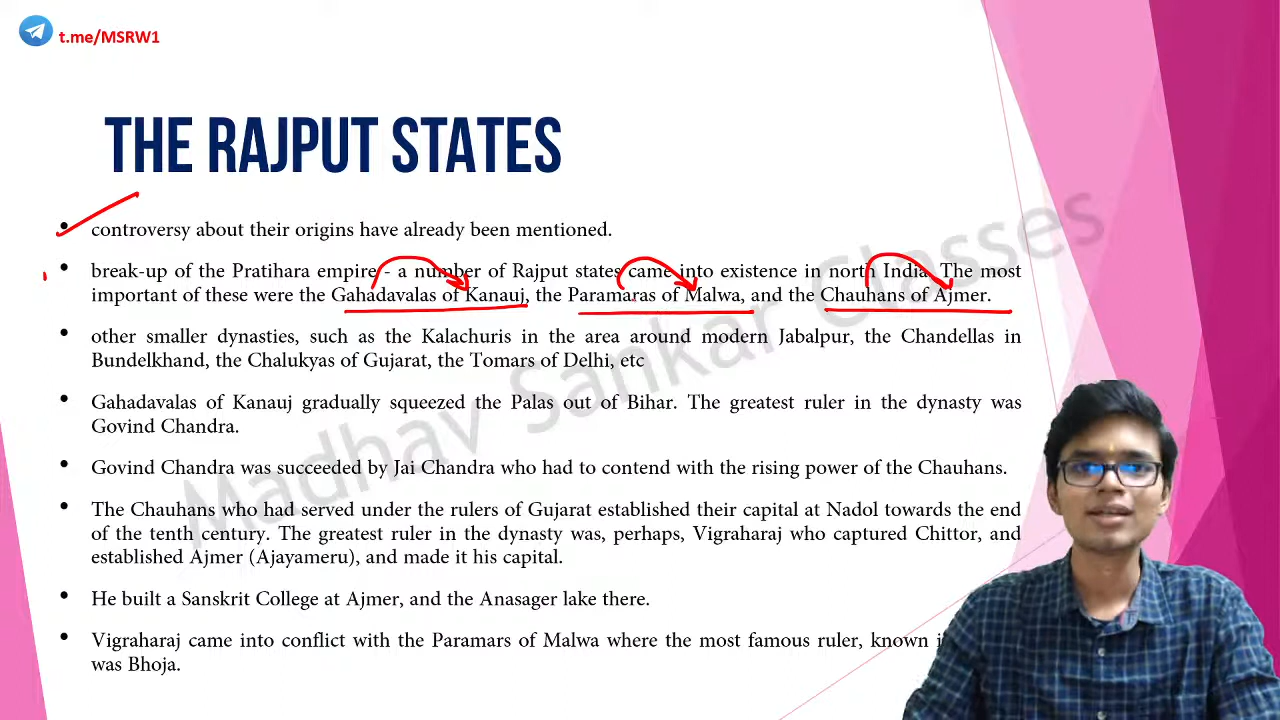 t.me/MSRW1
THE RAJPUT STATES
• controversy about their origins have already been mentioned.
• break-up of the Pratihara empire - a number of Rajput states came into existence in north India. The most
important of these were the Gahadavalas of Kanauj, the Paramaras of Malwa, and the Chauhans of Ajmer.
• other smaller dynasties, such as the Kalachuris in the area around modern Jabalpur, the Chandellas in
Bundelkhand, the Chalukyas of Gujarat, the Tomars of Delhi, etc
• Gahadavalas of Kanauj gradually squeezed the Palas out of Bihar. The greatest ruler in the dynasty was
Govind Chandra.
• Govind Chandra was succeeded by Jai Chandra who had to contend with the rising power of the Chauhans.
• The Chauhans who had served under the rulers of Gujarat established their capital at Nadol towards the end
of the tenth century. The greatest ruler in the dynasty was, perhaps, Vigraharaj who captured Chittor, and
established Ajmer (Ajayameru), and made it his capital.
• He built a Sanskrit College at Ajmer, and the Anasager lake there.
• Vigraharaj came into conflict with the Paramars of Malwa where the most famous ruler, known
was Bhoja.
Madhav Sankar Classes